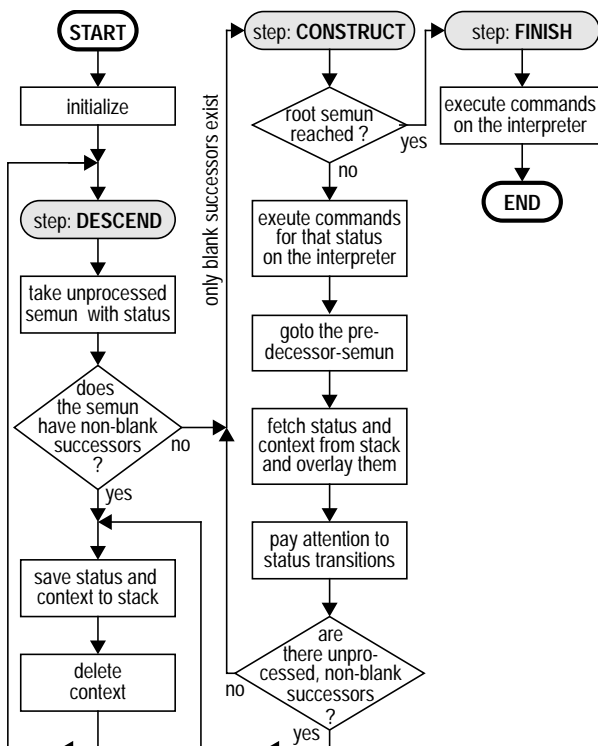 START
initialize
step: DESCEND
take unprocessed
semun with status
does
the semun
have non-blank
successors
?
no
yes
save status and
context to stack
delete
context
only blank successors exist
step: CONSTRUCT
root semun
reached ?
yes
no
exeute commands
for that status
on the interpreter
goto the pre-
decessor-semun
fetch status and
context from stack
and overlay them
pay attention to
status transitions
are
there unpro-
cessed, non-blank
successors
?
no
yes
step: FINISH
execute commands
on the interpreter
END